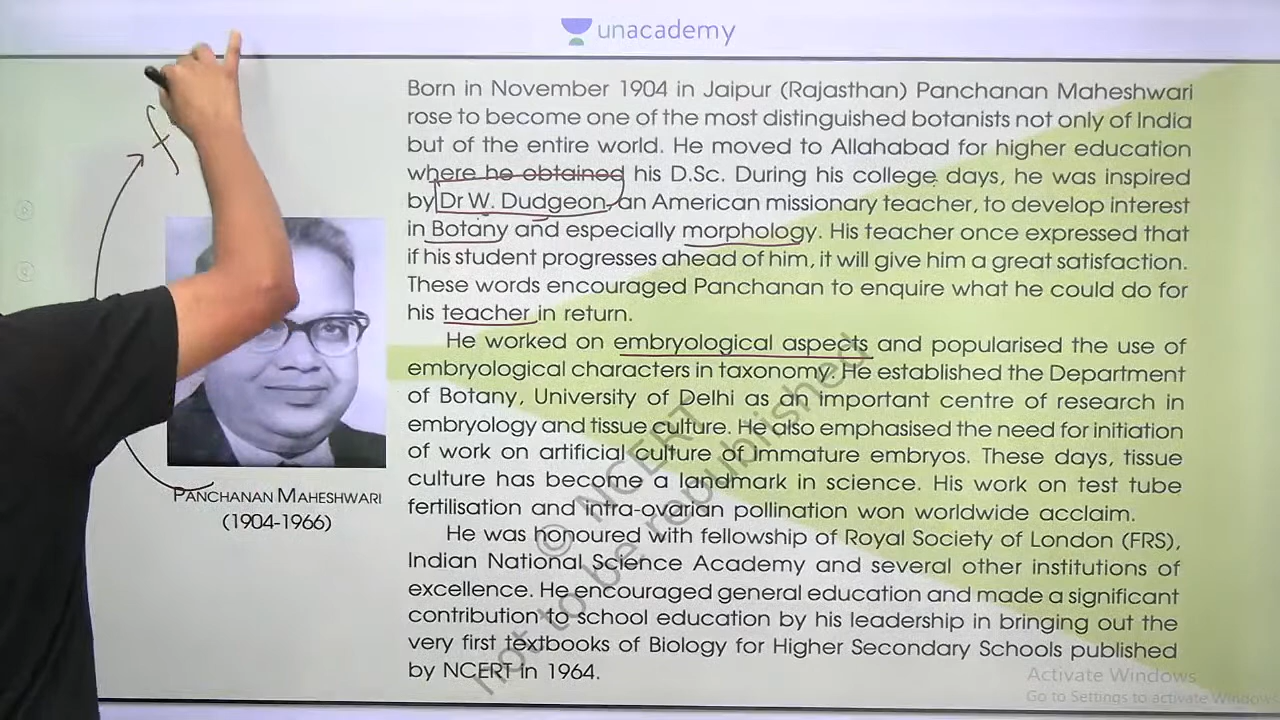 unacademy
f
Born in November 1904 in Jaipur (Rajasthan) Panchanan Maheshwari
rose to become one of the most distinguished botanists not only of India
but of the entire world. He moved to Allahabad for higher education
where he obtained his D.Sc. During his college days, he was inspired
by Dr W. Dudgeon, an American missionary teacher, to develop interest
in Botany and especially morphology. His teacher once expressed that
if his student progresses ahead of him, it will give him a great satisfaction.
These words encouraged Panchanan to enquire what he could do for
his teacher in return.
He worked on embryological aspects and popularised the use of
embryological characters in taxonomy. He established the Department
of Botany, University of Delhi as an important centre of research in
embryology and tissue culture. He also emphasised the need for initiation
of work on artificial culture of immature embryos. These days, tissue
culture has become a landmark in science. His work on test tube
fertilisation and intra-ovarian pollination won worldwide acclaim.
He was honoured with fellowship of Royal Society of London (FRS),
Indian National Science Academy and several other institutions of
excellence. He encouraged general education and made a significant
contribution to school education by his leadership in bringing out the
very first textbooks of Biology for Higher Secondary Schools published
by NCERT in 1964.
PANCHANAN MAHESHWARI
(1904-1966)
© NCERT
not to be republished
Activate Windows
Go to Settings to activate Windows